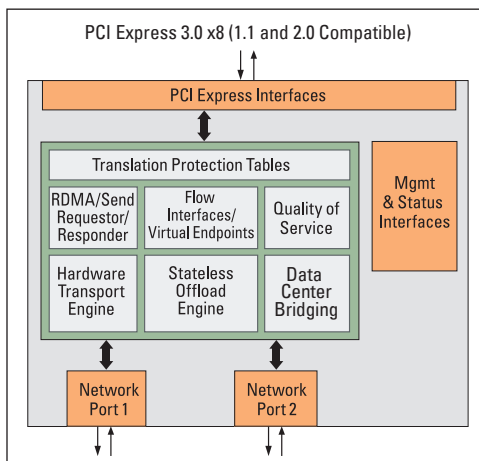 PCI Express 3.0 x8 (1.1 and 2.0 Compatible)
PCI Express Interfaces
Translation Protection Tables
RDMA/Send
Requestor/
Responder
Flow
Interfaces/
Virtual Endpoints
Quality of
Service
Mgmt
& Status
Interfaces
Hardware
Transport
Engine
Stateless
Offload
Engine
Data
Center
Bridging
Network
Port 1
Network
Port 2